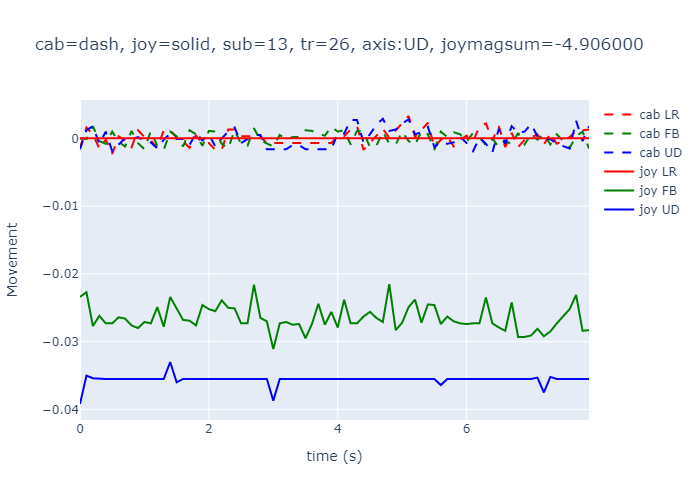 cab=dash, joy=solid, sub=13, tr=26, axis:UD, joymagsum=-4.906000
cab LR
cab FB
cab UD
joy LR
joy FB
joy UD
0
−0.01
−0.02
−0.03
−0.04
Movement
0
2
4
6
time (s)